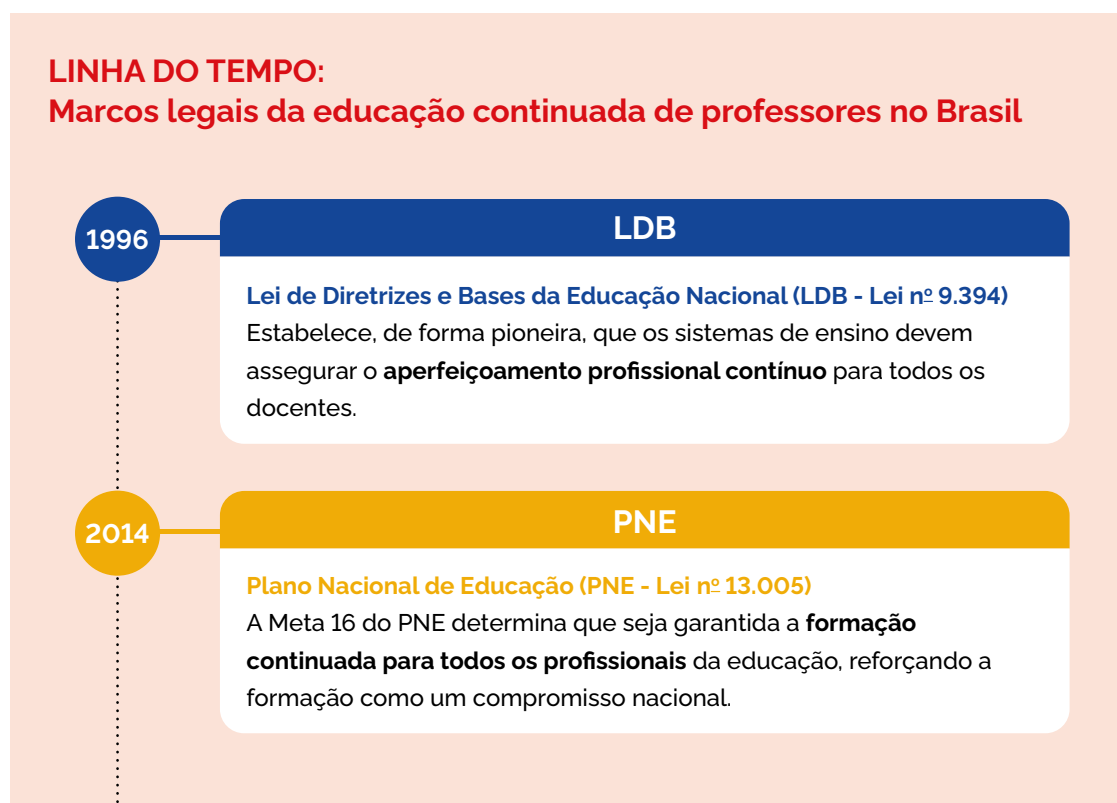 LINHA DO TEMPO:
Marcos legais da educação continuada de professores no Brasil
1996
LDB
Lei de Diretrizes e Bases da Educação Nacional (LDB - Lei nº 9.394)
Estabelece, de forma pioneira, que os sistemas de ensino devem
assegurar o aperfeiçoamento profissional contínuo para todos os
docentes.
2014
PNE
Plano Nacional de Educação (PNE - Lei nº 13.005)
A Meta 16 do PNE determina que seja garantida a formação
continuada para todos os profissionais da educação, reforçando a
formação como um compromisso nacional.